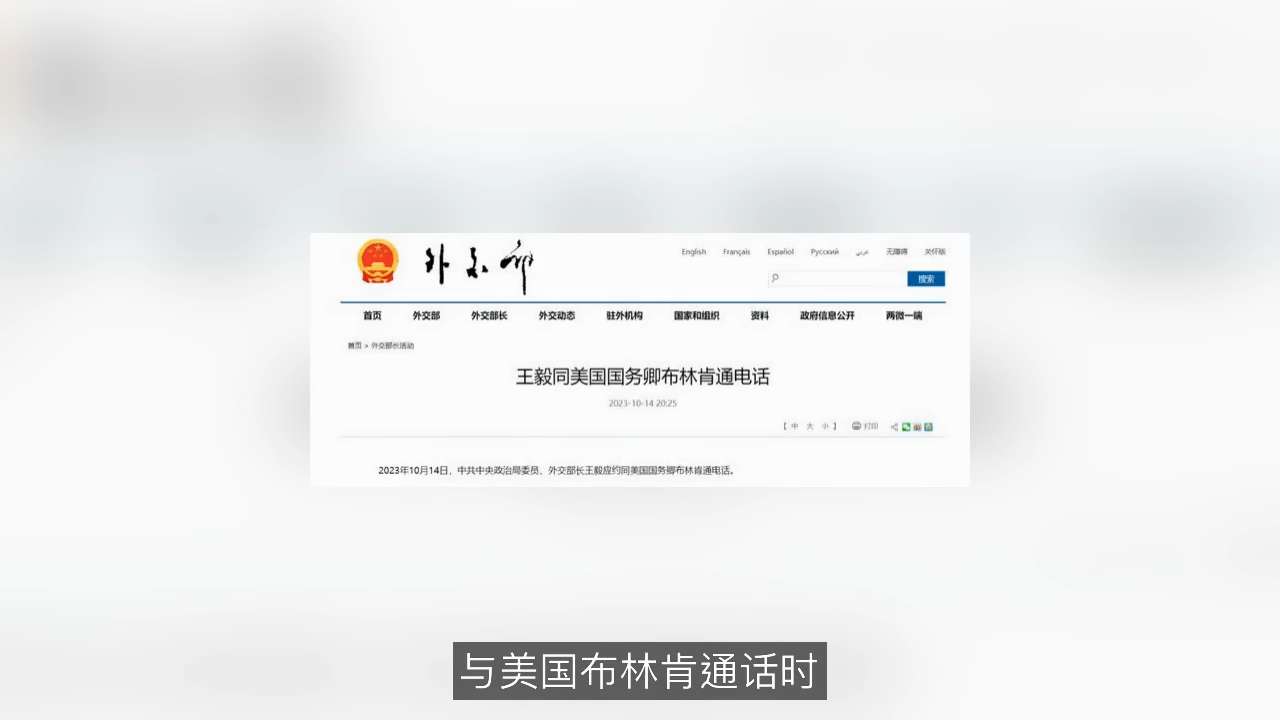 外交部
English Français Español Русский عربي 无障碍 关怀版
搜索
首页 外交部 外交部长 外交动态 驻外机构 国家和组织 资料 政府信息公开 两微一端
首页 > 外交部长活动
王毅同美国国务卿布林肯通电话
2023-10-14 20:25
【 中 大 小 】 打印
2023年10月14日，中共中央政治局委员、外交部长王毅应约同美国国务卿布林肯通电话。
与美国布林肯通话时